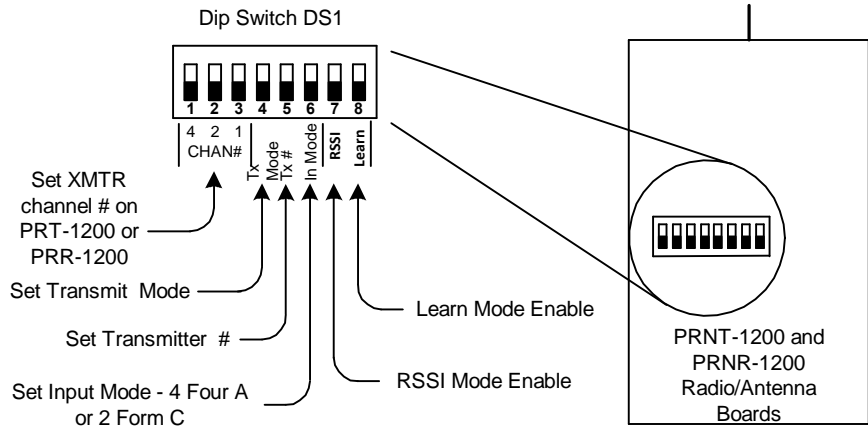 Dip Switch DS1
1 2 3 4 5 6 7 8
4 2 1
CHAN#
Tx
Mode
Tx #
In Mode
RSSI
Learn
Set XMTR
channel # on
PRT-1200 or
PRR-1200
Set Transmit Mode
Set Transmitter #
Set Input Mode - 4 Four A
or 2 Form C
Learn Mode Enable
RSSI Mode Enable
PRNT-1200 and
PRNR-1200
Radio/Antenna
Boards